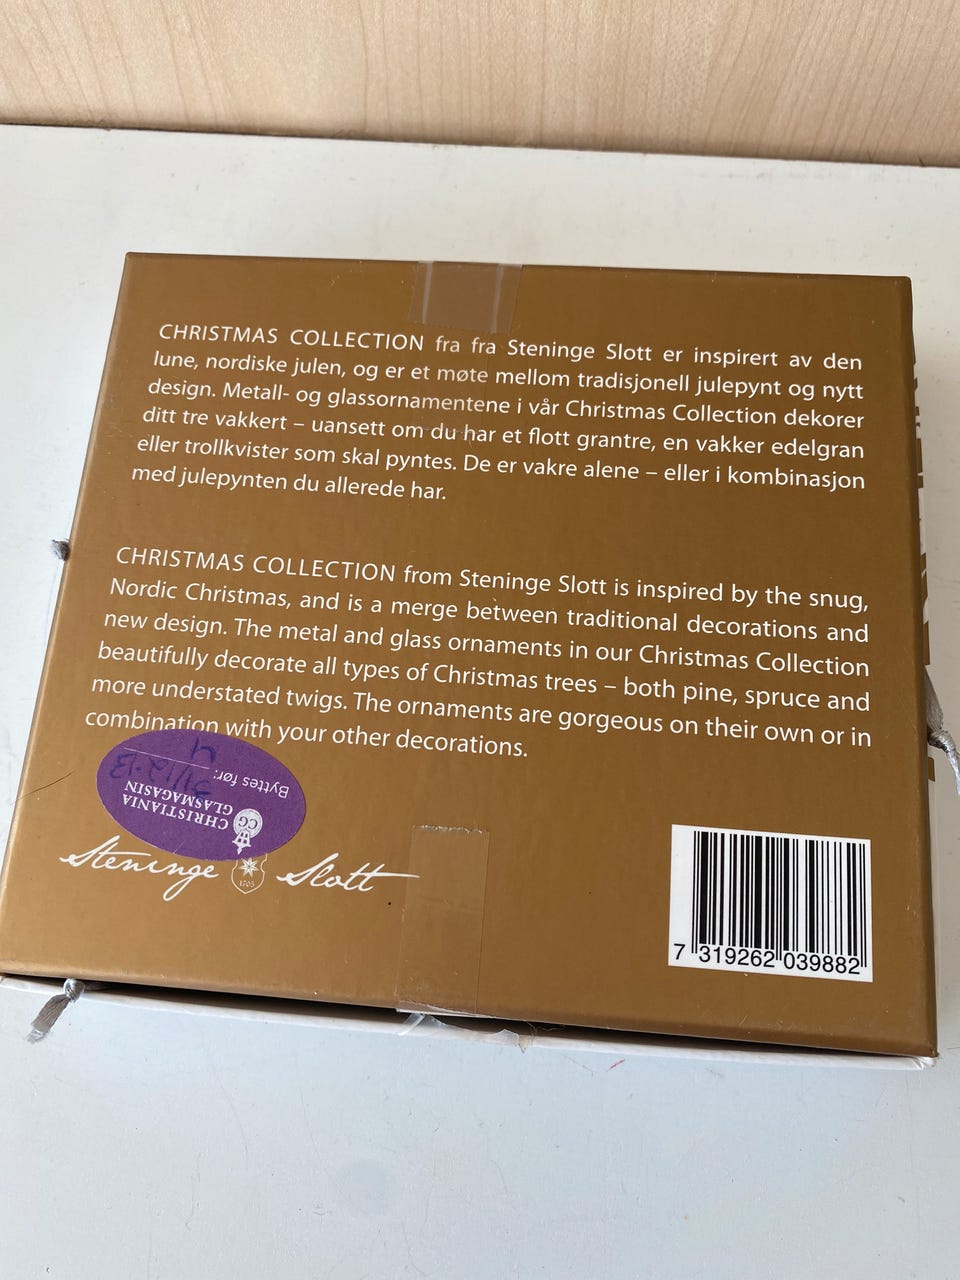 CHRISTMAS COLLECTION fra fra Steninge Slott er inspirert av den
lune, nordiske julen, og er et møte mellom tradisjonell julepynt og nytt
design. Metall- og glassornamentene i vår Christmas Collection dekorer
ditt tre vakkert – uansett om du har et flott grantre, en vakker edelgran
eller trollkvister som skal pyntes. De er vakre alene – eller i kombinasjon
med julepynten du allerede har.
CHRISTMAS COLLECTION from Steninge Slott is inspired by the snug,
Nordic Christmas, and is a merge between traditional decorations and
new design. The metal and glass ornaments in our Christmas Collection
beautifully decorate all types of Christmas trees – both pine, spruce and
more understated twigs. The ornaments are gorgeous on their own or in
combination with your other decorations.
CG
CHRISTIANIA
GLASMAGASIN
Byttes før:
31/12-13
Steninge Slott
1705
7 319262 039882